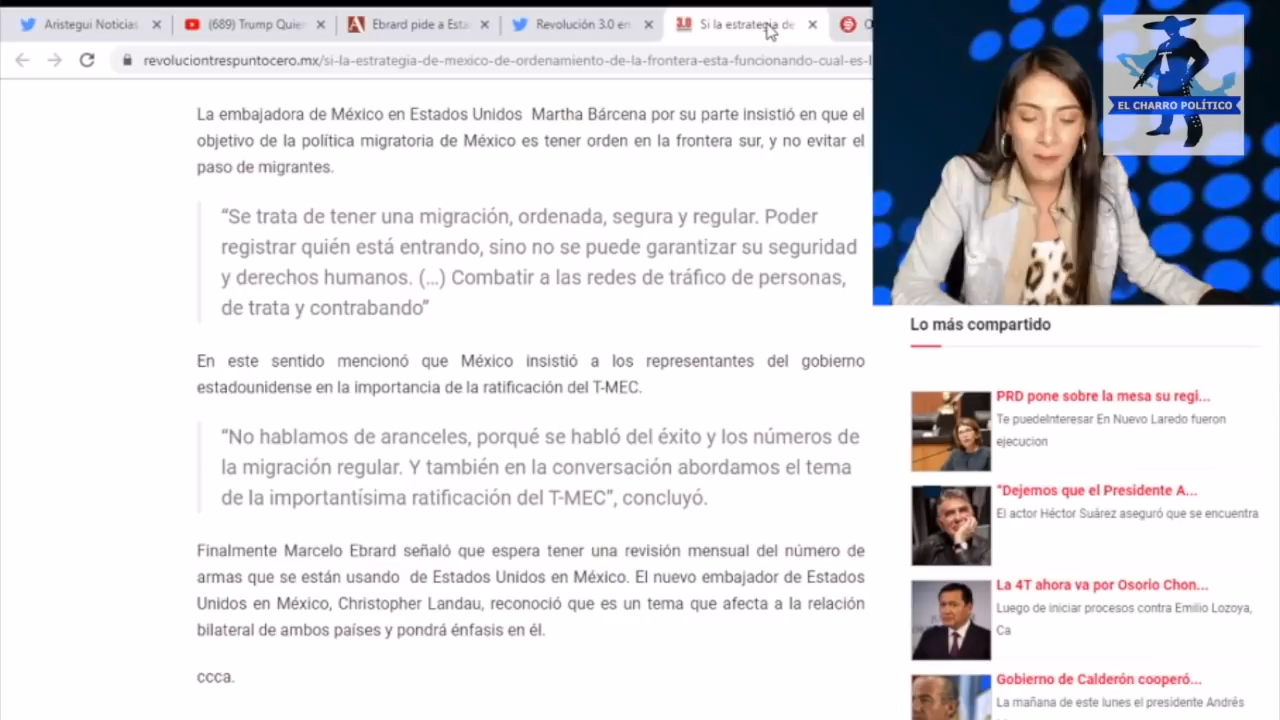 Aristegui Noticias
(689) Trump Quie
Ebrard pide a Esta
Revolución 3.0 en
3.0 Si la estrategia de
revoluciontrespuntocero.mx/si-la-estrategia-de-mexico-de-ordenamiento-de-la-frontera-esta-funcionando-cual-es-l
EL CHARRO POLÍTICO
La embajadora de México en Estados Unidos Martha Bárcena por su parte insistió en que el
objetivo de la política migratoria de México es tener orden en la frontera sur, y no evitar el
paso de migrantes.
“Se trata de tener una migración, ordenada, segura y regular. Poder
registrar quién está entrando, sino no se puede garantizar su seguridad
y derechos humanos. (...) Combatir a las redes de tráfico de personas,
de trata y contrabando”
En este sentido mencionó que México insistió a los representantes del gobierno
estadounidense en la importancia de la ratificación del T-MEC.
“No hablamos de aranceles, porqué se habló del éxito y los números de
la migración regular. Y también en la conversación abordamos el tema
de la importantísima ratificación del T-MEC”, concluyó.
Finalmente Marcelo Ebrard señaló que espera tener una revisión mensual del número de
armas que se están usando de Estados Unidos en México. El nuevo embajador de Estados
Unidos en México, Christopher Landau, reconoció que es un tema que afecta a la relación
bilateral de ambos países y pondrá énfasis en él.
ccca.
Lo más compartido
PRD pone sobre la mesa su regi...
Te puedeInteresar En Nuevo Laredo fueron
ejecucion
“Dejemos que el Presidente A...
El actor Héctor Suárez aseguró que se encuentra
La 4T ahora va por Osorio Chon...
Luego de iniciar procesos contra Emilio Lozoya,
Ca
Gobierno de Calderón cooperó...
La mañana de este lunes el presidente Andrés